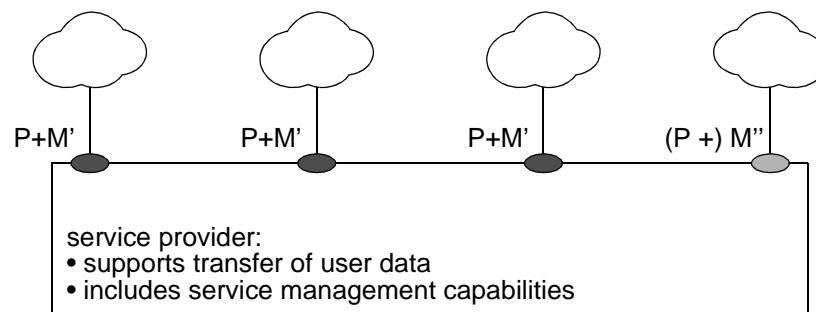 P+M’ P+M’ P+M’ (P +) M’’
service provider:
• supports transfer of user data
• includes service management capabilities